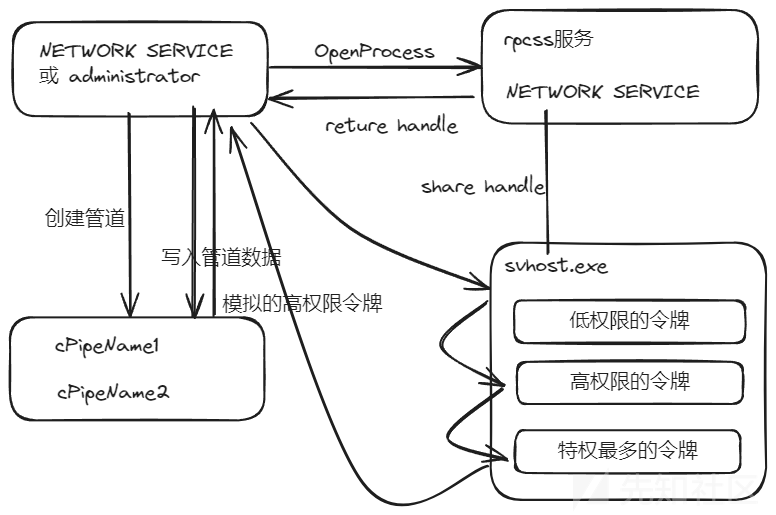 NETWORK SERVICE
或 administrator
OpenProcess
rpcss服务
NETWORK SERVICE
reture handle
share handle
创建管道
写入管道数据
模拟的高权限令牌
svhost.exe
低权限的令牌
高权限的令牌
特权最多的令牌
cPipeName1
cPipeName2
先知社区